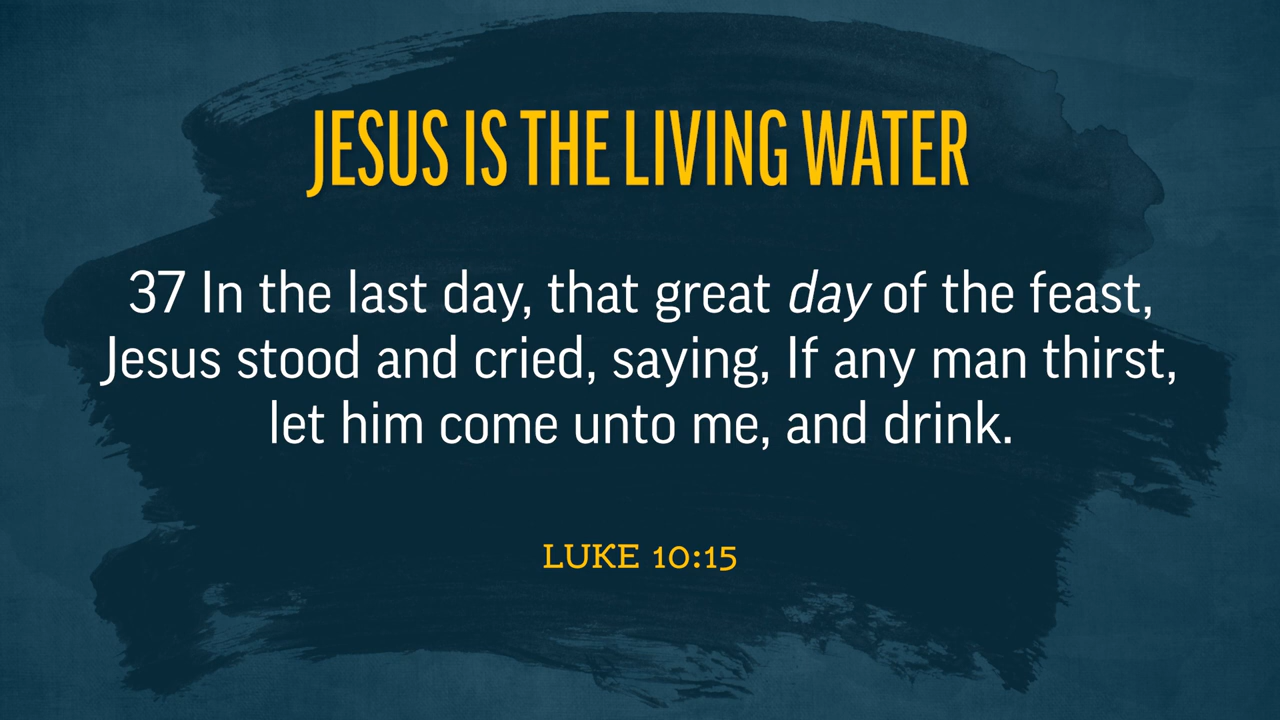 JESUS IS THE LIVING WATER
37 In the last day, that great day of the feast,
Jesus stood and cried, saying, If any man thirst,
let him come unto me, and drink.
LUKE 10:15